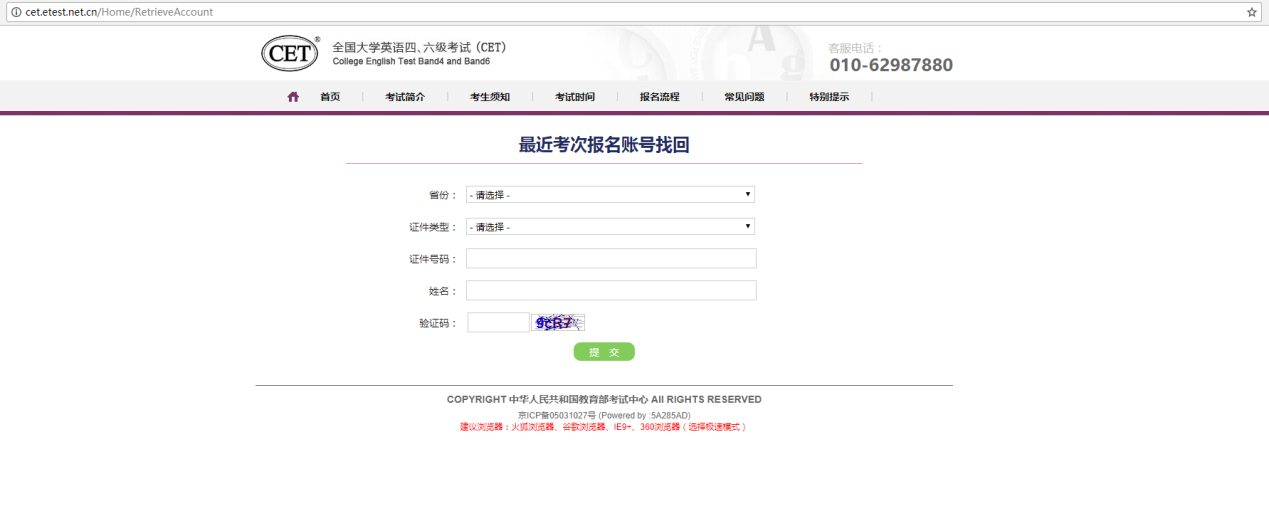 cet.etest.net.cn/Home/RetrieveAccount
CET®
全国大学英语四、六级考试（CET）
College English Test Band4 and Band6
客服电话：
010-62987880
首页 | 考试简介 | 考生须知 | 考试时间 | 报名流程 | 常见问题 | 特别提示 |
最近考次报名账号找回
省份： - 请选择 -
证件类型： - 请选择 -
证件号码：
姓名：
验证码： 9CR7
提 交
COPYRIGHT 中华人民共和国教育部考试中心 All RIGHTS RESERVED
京ICP备05031027号 (Powered by :5A285AD)
建议浏览器：火狐浏览器、谷歌浏览器、IE9+、360浏览器（选择极速模式）